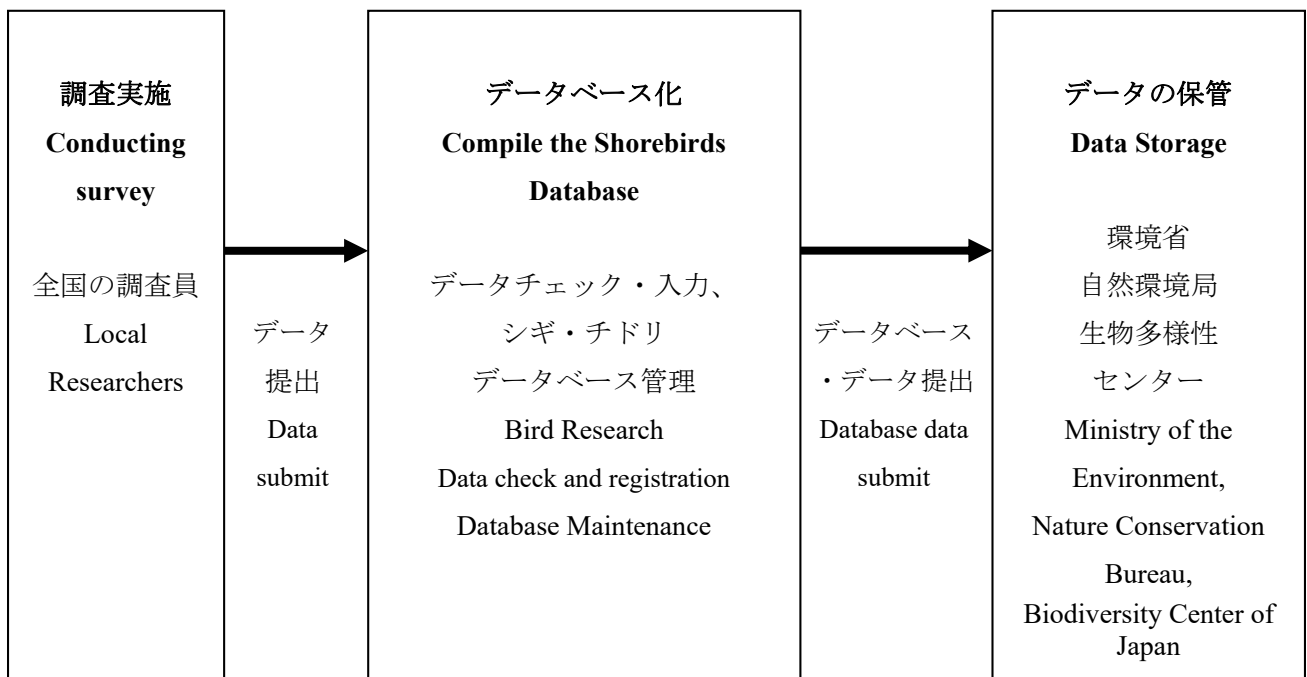 調査実施
Conducting
survey
全国の調査員
Local
Researchers
データ
提出
Data
submit
データベース化
Compile the Shorebirds
Database
データチェック・入力、
シギ・チドリ
データベース管理
Bird Research
Data check and registration
Database Maintenance
データベース
・データ提出
Database data
submit
データの保管
Data Storage
環境省
自然環境局
生物多様性
センター
Ministry of the
Environment,
Nature Conservation
Bureau,
Biodiversity Center of
Japan